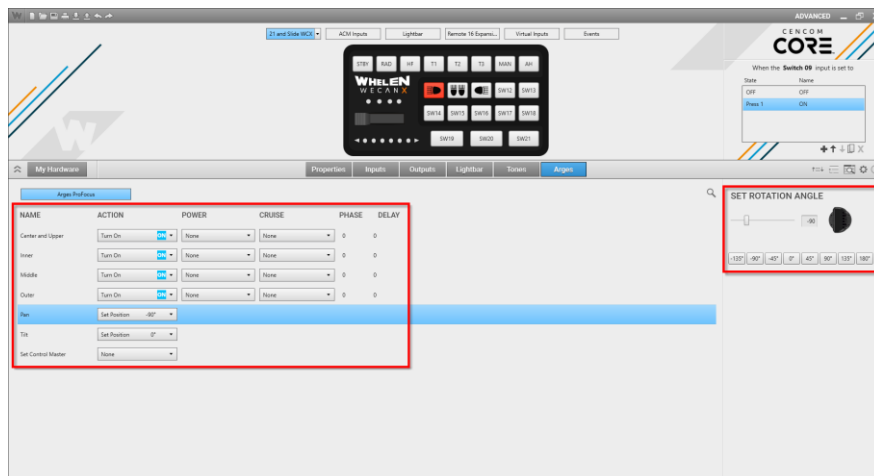 ADVANCED
21 and Slide WCX
ACM Inputs
Lightbar
Remote 16 Expansi...
Virtual Inputs
Events
CENCOM
CORE
When the Switch 09 input is set to
State Name
OFF OFF
Press 1 ON
STBY RAD HF T1 T2 T3 MAN AH
WHELEN
WECANX
SW12 SW13
SW14 SW15 SW16 SW17 SW18
SW19 SW20 SW21
My Hardware
Properties Inputs Outputs Lightbar Tones Arges
Arges ProFocus
NAME ACTION POWER CRUISE PHASE DELAY
Center and Upper Turn On ON None None 0 0
Inner Turn On ON None None 0 0
Middle Turn On ON None None 0 0
Outer Turn On ON None None 0 0
Pan Set Position -90°
Tilt Set Position 0°
Set Control Master None
SET ROTATION ANGLE
-90
-135° -90° -45° 0° 45° 90° 135° 180°